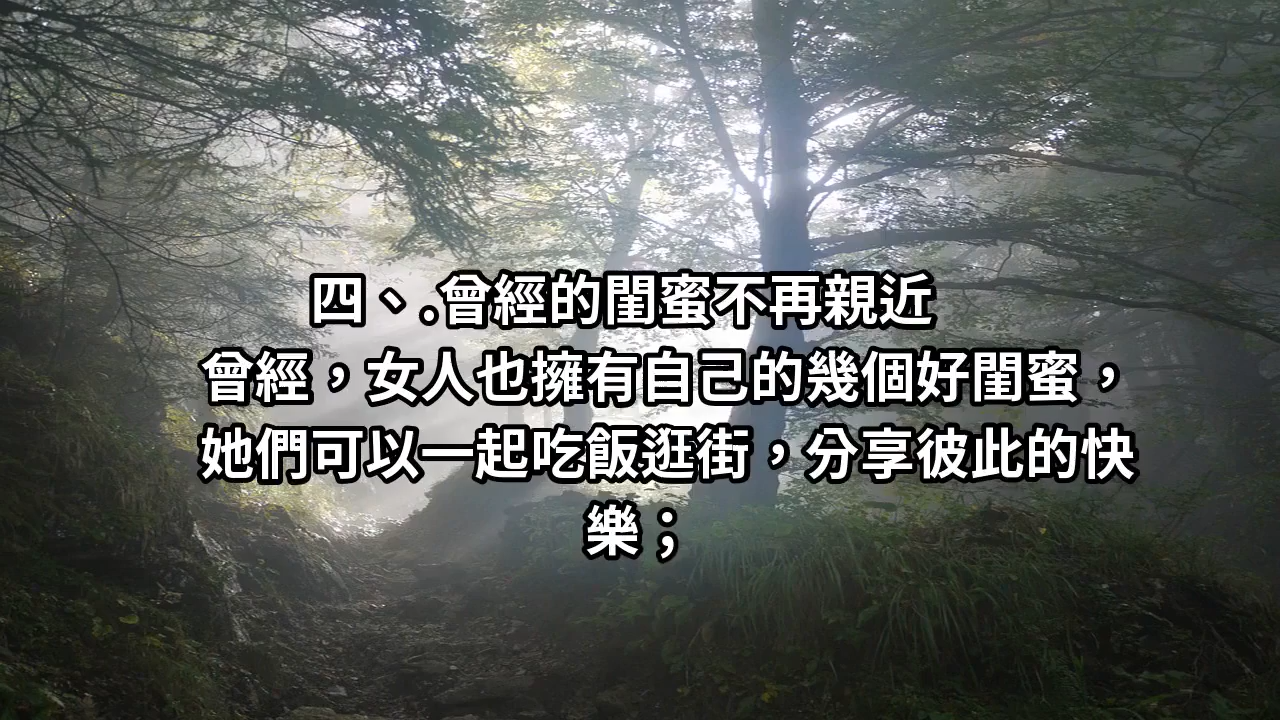 四、.曾經的閨蜜不再親近
曾經，女人也擁有自己的幾個好閨蜜，
她們可以一起吃飯逛街，分享彼此的快
樂；